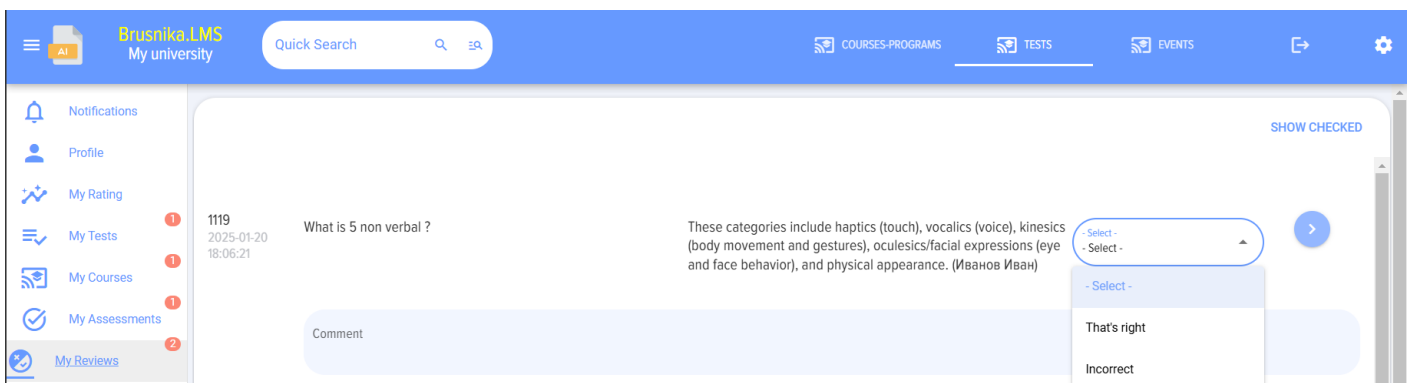 Brusnika.LMS
My university
AI
Quick Search
COURSES-PROGRAMS
TESTS
EVENTS
Notifications
Profile
My Rating
1
My Tests
1
My Courses
1
My Assessments
2
My Reviews
SHOW CHECKED
1119
2025-01-20
18:06:21
What is 5 non verbal ?
These categories include haptics (touch), vocalics (voice), kinesics
(body movement and gestures), oculesics/facial expressions (eye
and face behavior), and physical appearance. (Иванов Иван)
- Select -
- Select -
- Select -
That's right
Incorrect
Comment